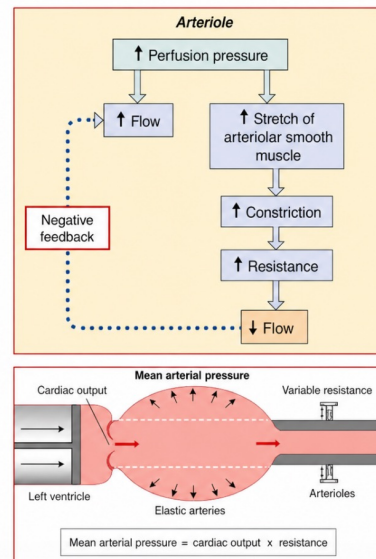 Arteriole
↑ Perfusion pressure
↑ Flow
↑ Stretch of
arteriolar smooth
muscle
Negative
feedback
↑ Constriction
↑ Resistance
↓ Flow
Mean arterial pressure
Cardiac output
Variable resistance
Left ventricle
Elastic arteries
Arterioles
Mean arterial pressure = cardiac output x resistance